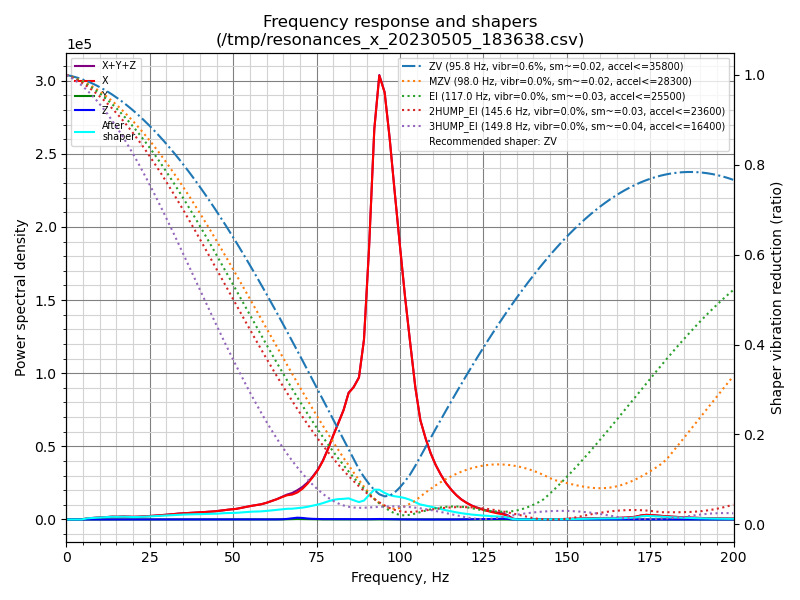 Frequency response and shapers
(/tmp/resonances_x_20230505_183638.csv)
1e5
X+Y+Z
X
Y
Z
After
shaper
ZV (95.8 Hz, vibr=0.6%, sm~=0.02, accel<=35800)
MZV (98.0 Hz, vibr=0.0%, sm~=0.02, accel<=28300)
EI (117.0 Hz, vibr=0.0%, sm~=0.03, accel<=25500)
2HUMP_EI (145.6 Hz, vibr=0.0%, sm~=0.03, accel<=23600)
3HUMP_EI (149.8 Hz, vibr=0.0%, sm~=0.04, accel<=16400)
Recommended shaper: ZV
Power spectral density
3.0
2.5
2.0
1.5
1.0
0.5
0.0
Shaper vibration reduction (ratio)
1.0
0.8
0.6
0.4
0.2
0.0
0 25 50 75 100 125 150 175 200
Frequency, Hz